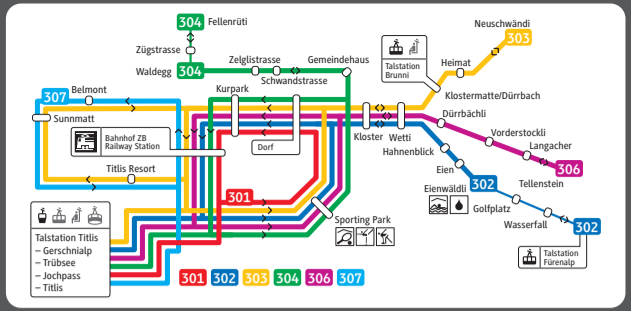 304
Fellenrüti
Neuschwändi
303
Zügstrasse
Waldegg
304
Zelglistrasse
Schwandstrasse
Gemeindehaus
Talstation
Brunni
Heimat
307
Belmont
Kurpark
Klostermatte/Dürrbach
Sunnmatt
Bahnhof ZB
Railway Station
Dorf
Kloster
Wetti
Dürrbächli
Hahnenblick
Vorderstockli
Langacher
306
Titlis Resort
Eien
301
Eienwäldli
302
Tellenstein
Golfplatz
Wasserfall
302
Sporting Park
Talstation Titlis
– Gerschnialp
– Trübsee
– Jochpass
– Titlis
Talstation
Fürenalp
301 302 303 304 306 307